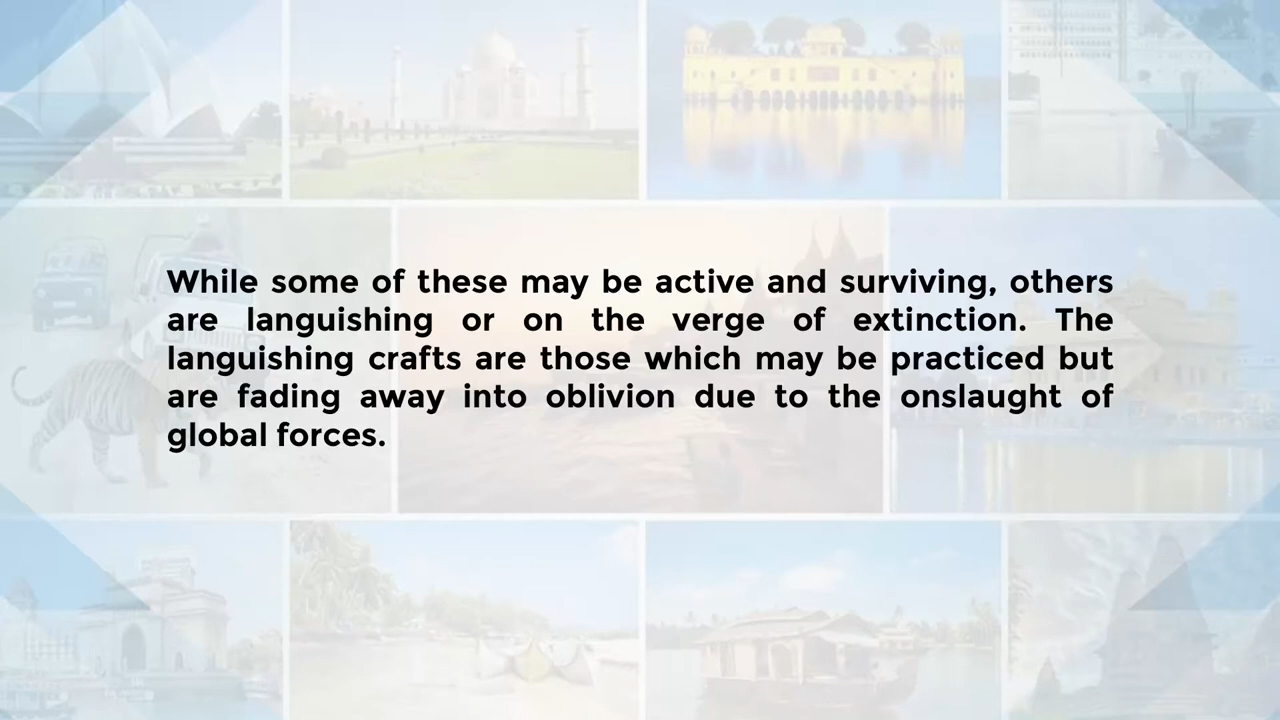 While some of these may be active and surviving, others
are languishing or on the verge of extinction. The
languishing crafts are those which may be practiced but
are fading away into oblivion due to the onslaught of
global forces.